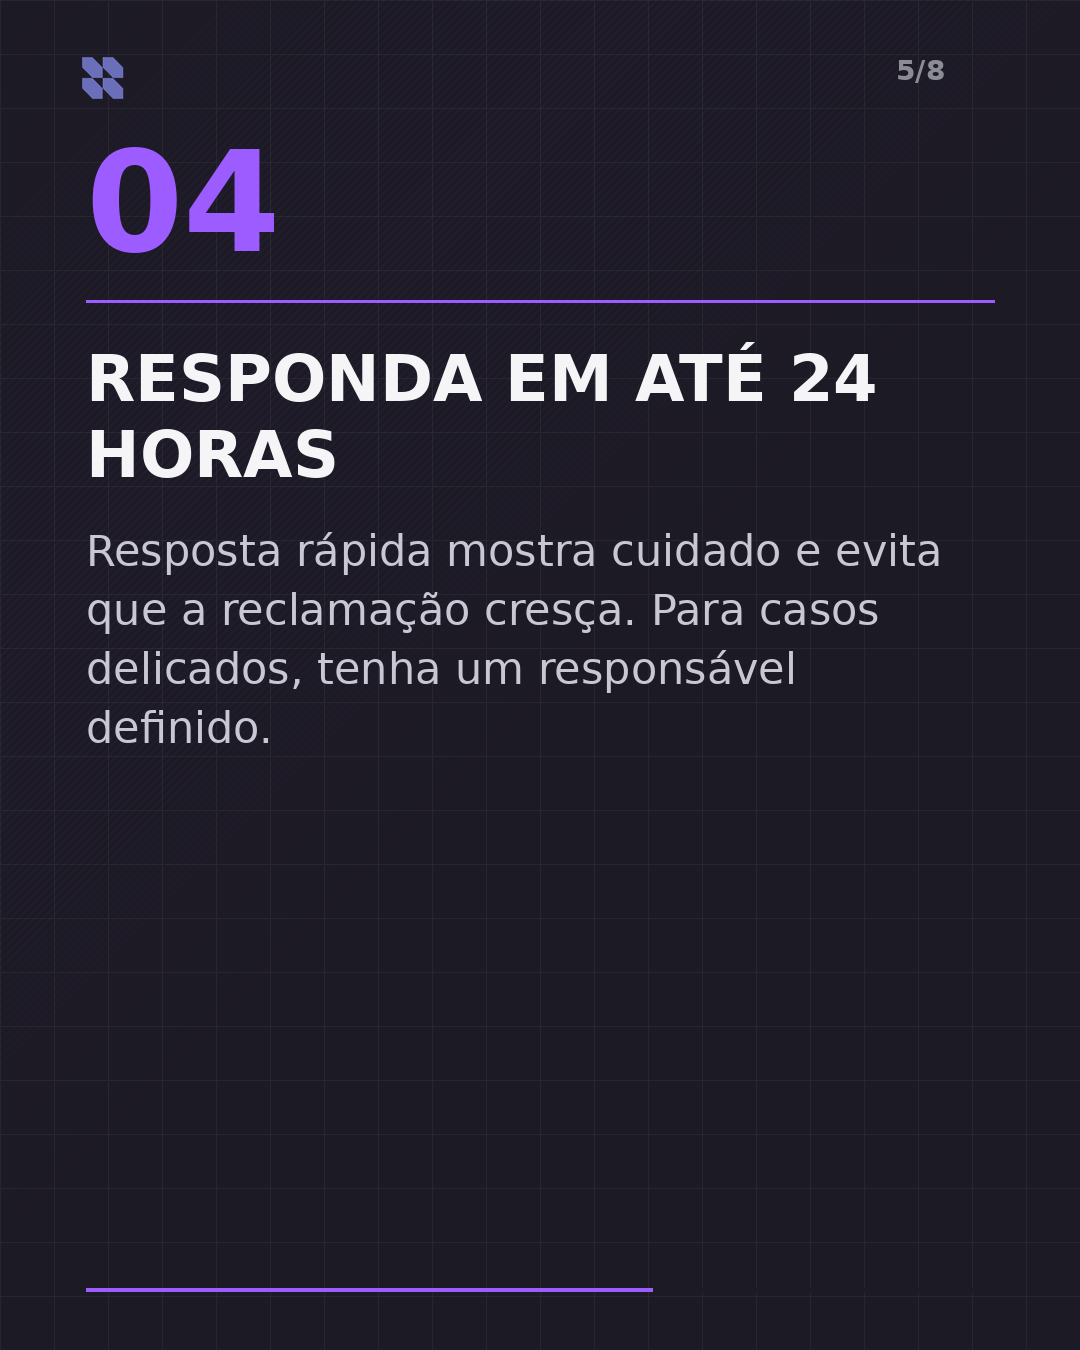 5/8
04
RESPONDA EM ATÉ 24
HORAS
Resposta rápida mostra cuidado e evita
que a reclamação cresça. Para casos
delicados, tenha um responsável
definido.